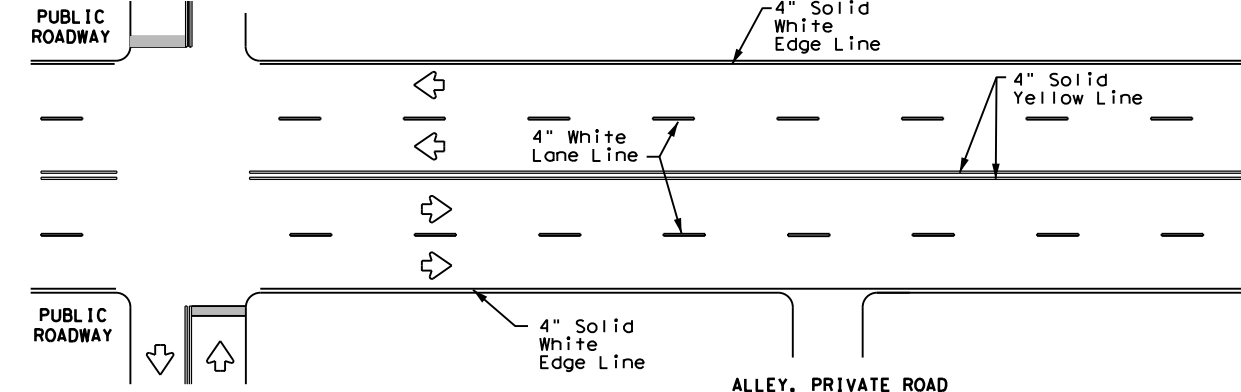 PUBLIC
ROADWAY
4" Solid
White
Edge Line
4" Solid
Yellow Line
4" White
Lane Line
PUBLIC
ROADWAY
4" Solid
White
Edge Line
ALLEY, PRIVATE ROAD